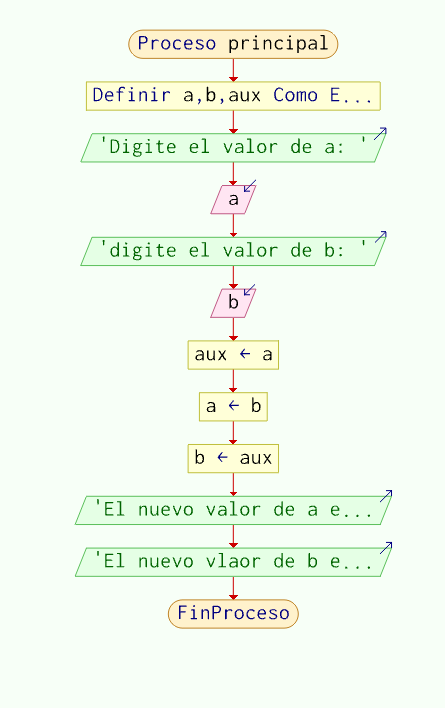 Proceso principal
Definir a,b,aux Como E...
'Digite el valor de a: '
a
'digite el valor de b: '
b
aux ← a
a ← b
b ← aux
'El nuevo valor de a e...
'El nuevo vlaor de b e...
FinProceso